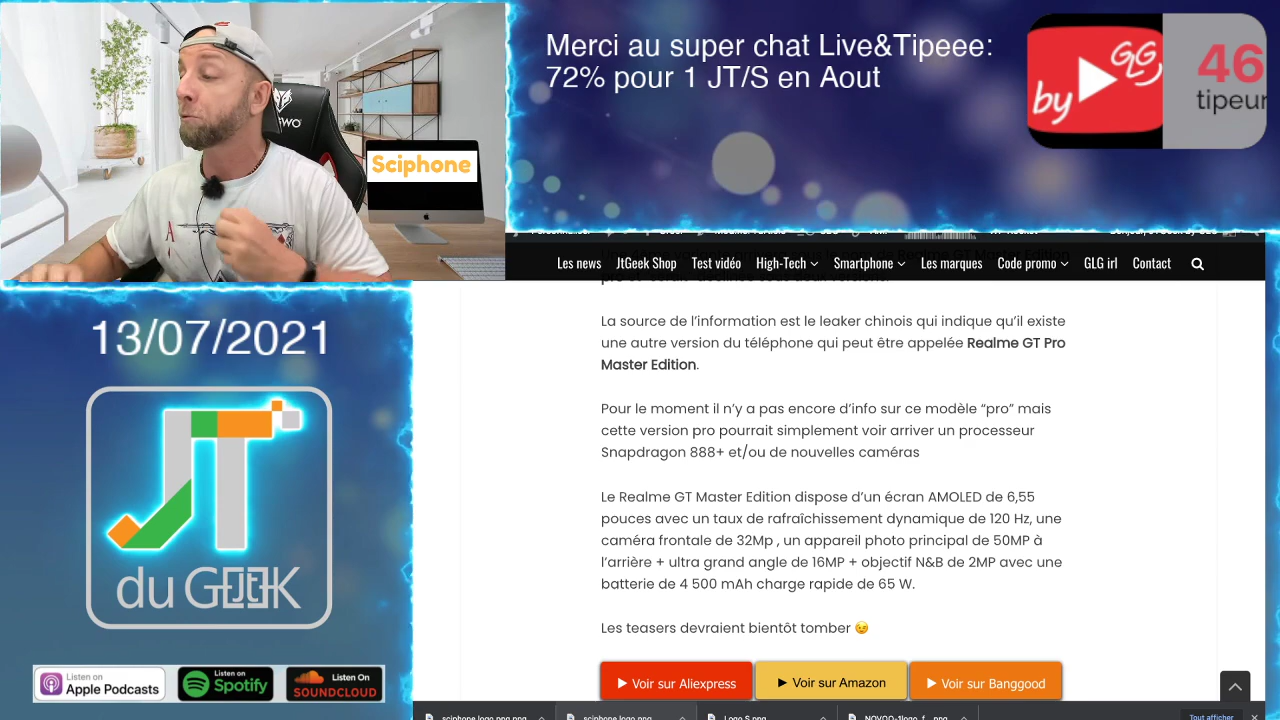 Merci au super chat Live&Tipeee:
72% pour 1 JT/S en Aout
by GLG
46
tipeur
Sciphone
Les news JtGeek Shop Test vidéo High-Tech Smartphone Les marques Code promo GLG irl Contact
La source de l’information est le leaker chinois qui indique qu’il existe
une autre version du téléphone qui peut être appelée Realme GT Pro
Master Edition.
Pour le moment il n’y a pas encore d’info sur ce modèle “pro” mais
cette version pro pourrait simplement voir arriver un processeur
Snapdragon 888+ et/ou de nouvelles caméras
Le Realme GT Master Edition dispose d’un écran AMOLED de 6,55
pouces avec un taux de rafraîchissement dynamique de 120 Hz, une
caméra frontale de 32Mp , un appareil photo principal de 50MP à
l’arrière + ultra grand angle de 16MP + objectif N&B de 2MP avec une
batterie de 4 500 mAh charge rapide de 65 W.
Les teasers devraient bientôt tomber 😉
▶ Voir sur Aliexpress ▶ Voir sur Amazon ▶ Voir sur Banggood
13/07/2021
JT
du GEEK
Listen on
Apple Podcasts
Listen on
Spotify
Listen On
SOUNDCLOUD
Tout afficher